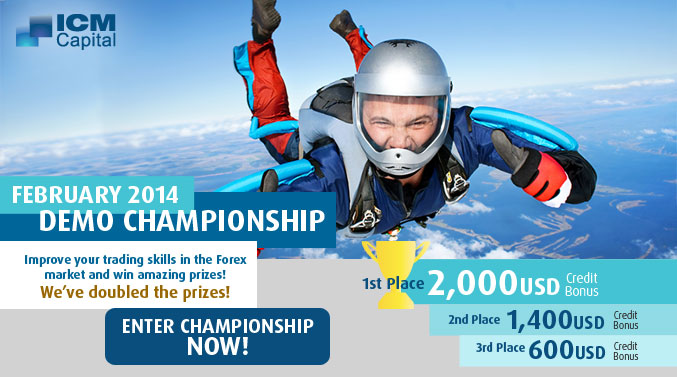 ICM
Capital
FEBRUARY 2014
DEMO CHAMPIONSHIP
Improve your trading skills in the Forex
market and win amazing prizes!
We've doubled the prizes!
ENTER CHAMPIONSHIP
NOW!
1st Place 2,000USD Credit
Bonus
2nd Place 1,400USD Credit
Bonus
3rd Place 600USD Credit
Bonus